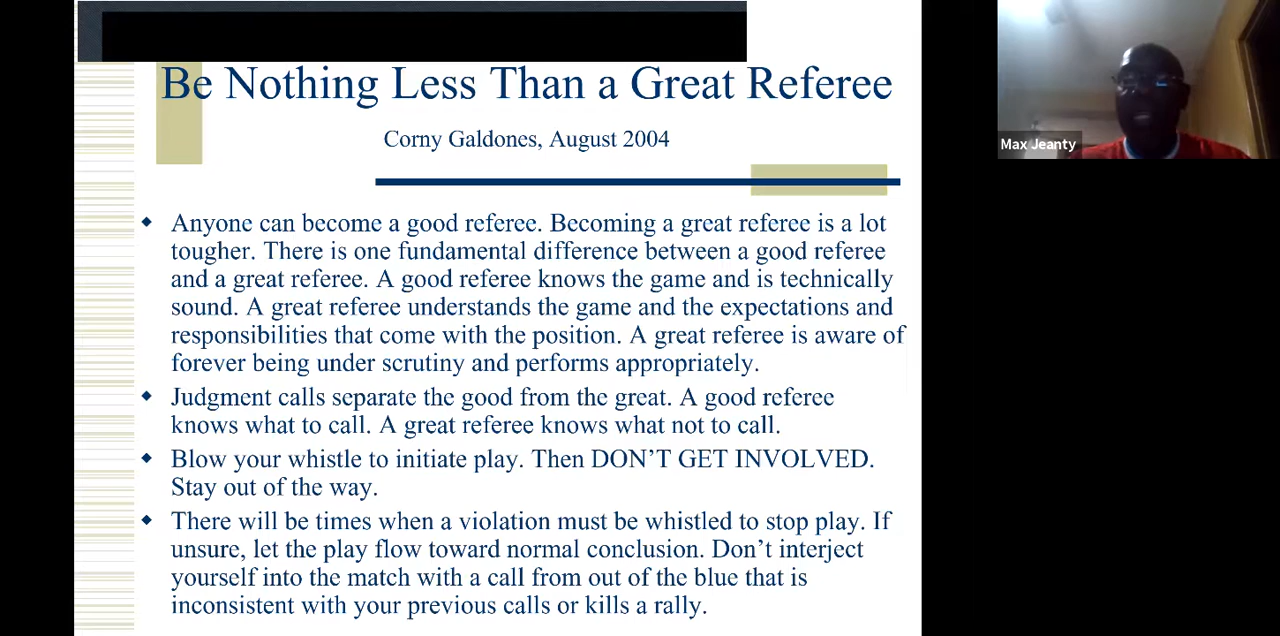 Be Nothing Less Than a Great Referee
Corny Galdones, August 2004
Max Jeanty
Anyone can become a good referee. Becoming a great referee is a lot
tougher. There is one fundamental difference between a good referee
and a great referee. A good referee knows the game and is technically
sound. A great referee understands the game and the expectations and
responsibilities that come with the position. A great referee is aware of
forever being under scrutiny and performs appropriately.
Judgment calls separate the good from the great. A good referee
knows what to call. A great referee knows what not to call.
Blow your whistle to initiate play. Then DON'T GET INVOLVED.
Stay out of the way.
There will be times when a violation must be whistled to stop play. If
unsure, let the play flow toward normal conclusion. Don't interject
yourself into the match with a call from out of the blue that is
inconsistent with your previous calls or kills a rally.